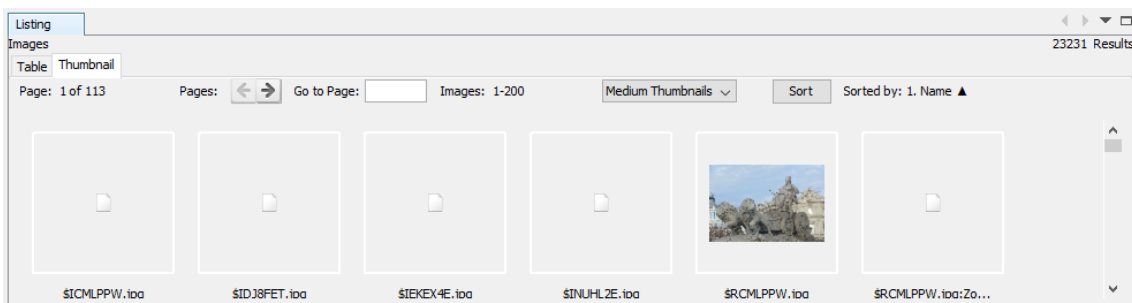 Listing
Images
23231 Results
Table Thumbnail
Page: 1 of 113 Pages: Go to Page: Images: 1-200 Medium Thumbnails Sort Sorted by: 1. Name ▲
$ICMLPPW.jpg $IDJ8FET.jpg $IEKEX4E.jpg $INUHL2E.jpg $RCMLPPW.jpg $RCMLPPW.jpg:Zo...